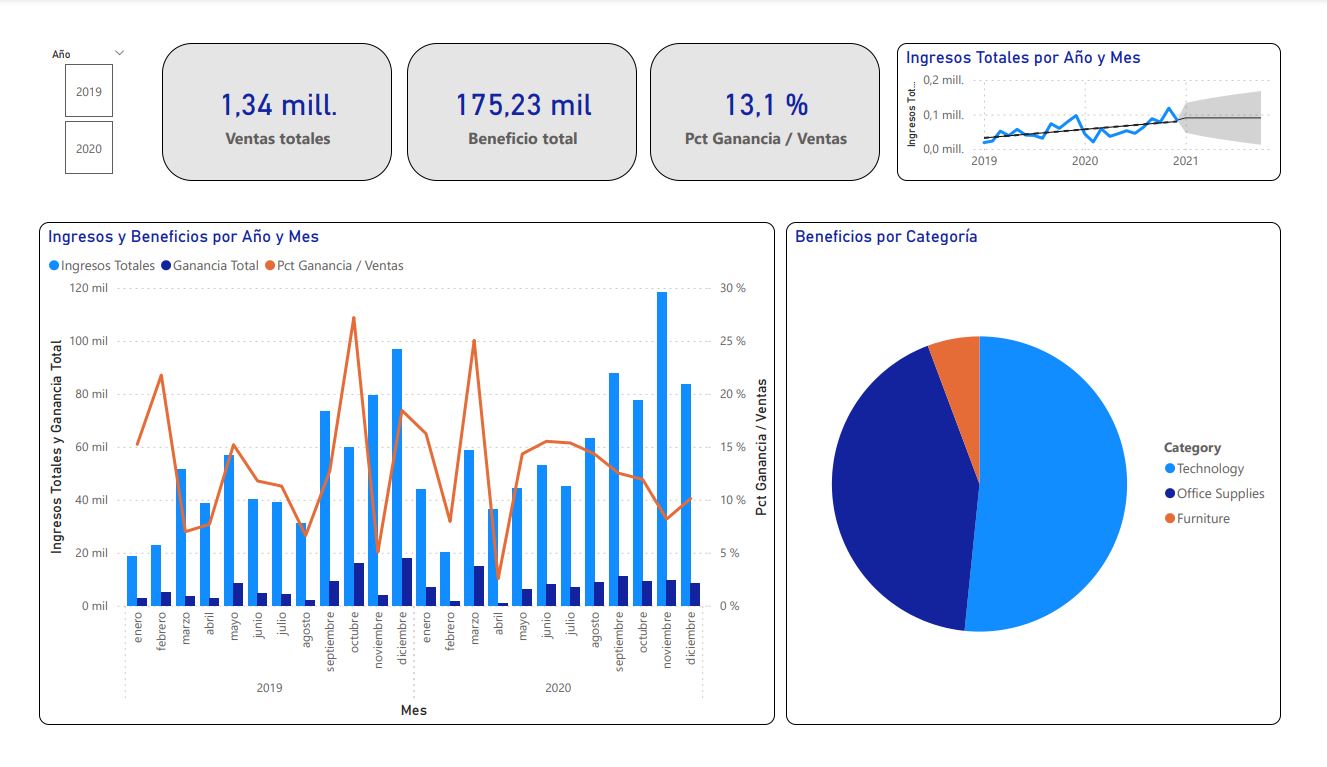 Año
2019
2020
1,34 mill.
Ventas totales
175,23 mil
Beneficio total
13,1 %
Pct Ganancia / Ventas
Ingresos Totales por Año y Mes
Ingresos Tot...
0,2 mill.
0,1 mill.
0,0 mill.
2019 2020 2021
Ingresos y Beneficios por Año y Mes
Ingresos Totales Ganancia Total Pct Ganancia / Ventas
Ingresos Totales y Ganancia Total
120 mil
100 mil
80 mil
60 mil
40 mil
20 mil
0 mil
30 %
25 %
20 %
15 %
10 %
5 %
0 %
Pct Ganancia / Ventas
enero
febrero
marzo
abril
mayo
junio
julio
agosto
septiembre
octubre
noviembre
diciembre
enero
febrero
marzo
abril
mayo
junio
julio
agosto
septiembre
octubre
noviembre
diciembre
2019 2020
Mes
Beneficios por Categoría
Category
Technology
Office Supplies
Furniture